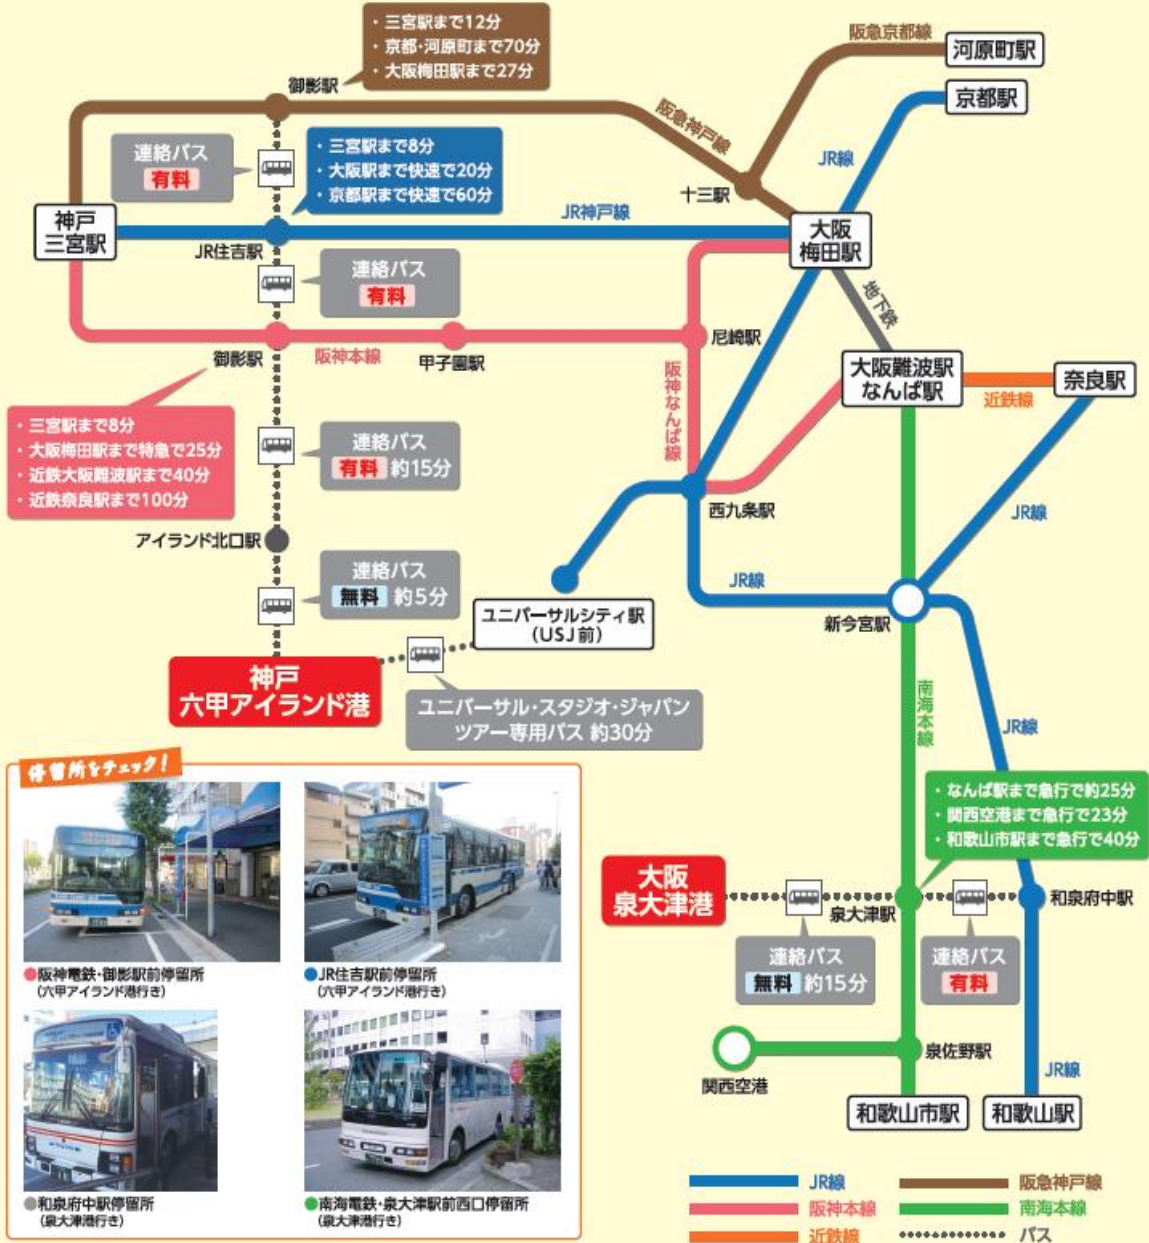 ・三宮駅まで12分
・京都・河原町まで70分
・大阪梅田駅まで27分
御影駅
阪急京都線
河原町駅
京都駅
阪急神戸線
JR線
連絡バス
有料
・三宮駅まで8分
・大阪駅まで快速で20分
・京都駅まで快速で60分
十三駅
神戸
三宮駅
JR住吉駅
JR神戸線
大阪
梅田駅
連絡バス
有料
地下鉄
御影駅
阪神本線
甲子園駅
尼崎駅
大阪難波駅
なんば駅
近鉄線
奈良駅
阪神なんば線
・三宮駅まで8分
・大阪梅田駅まで特急で25分
・近鉄大阪難波駅まで40分
・近鉄奈良駅まで100分
連絡バス
有料 約15分
西九条駅
JR線
アイランド北口駅
連絡バス
無料 約5分
JR線
ユニバーサルシティ駅
(USJ前)
新今宮駅
神戸
六甲アイランド港
ユニバーサル・スタジオ・ジャパン
ツアー専用バス 約30分
南海本線
JR線
停留所をチェック!
・なんば駅まで急行で約25分
・関西空港まで急行で23分
・和歌山市駅まで急行で40分
大阪
泉大津港
泉大津駅
和泉府中駅
連絡バス
無料 約15分
連絡バス
有料
●阪神電鉄・御影駅前停留所
(六甲アイランド港行き)
●JR住吉駅前停留所
(六甲アイランド港行き)
関西空港
泉佐野駅
JR線
和歌山市駅
和歌山駅
●和泉府中駅停留所
(泉大津港行き)
●南海電鉄・泉大津駅前西口停留所
(泉大津港行き)
JR線
阪急神戸線
阪神本線
南海本線
近鉄線
バス